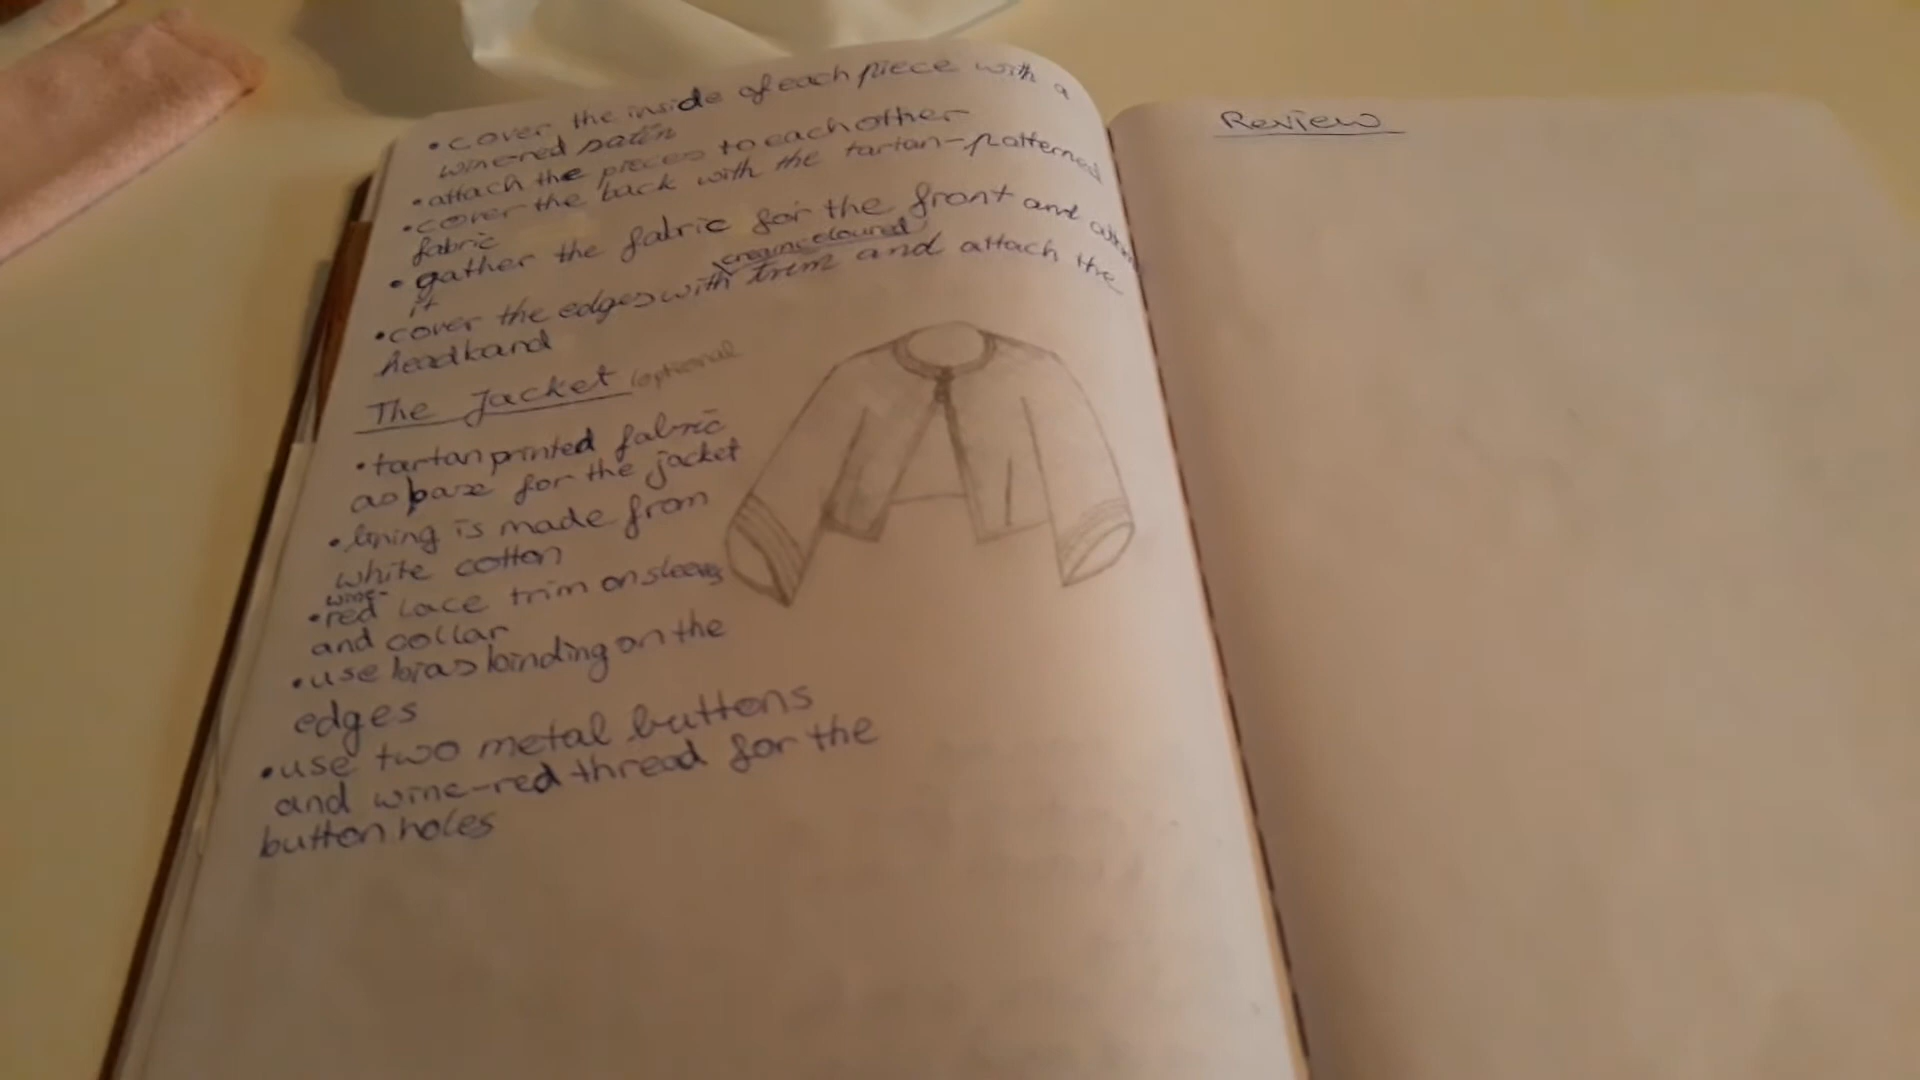 • cover the inside of each piece with a
wine-red satin
• attach the pieces to each other
• cover the back with the tartan-patterned
fabric
• gather the fabric for the front and attach
it
creamcoloured
• cover the edges with trim and attach the
headband
The Jacket (optional
• tartan printed fabric
as base for the jacket
• lining is made from
white cotton
wine-
• red lace trim on sleeves
and collar
• use bias binding on the
edges
• use two metal buttons
and wine-red thread for the
button holes
Review